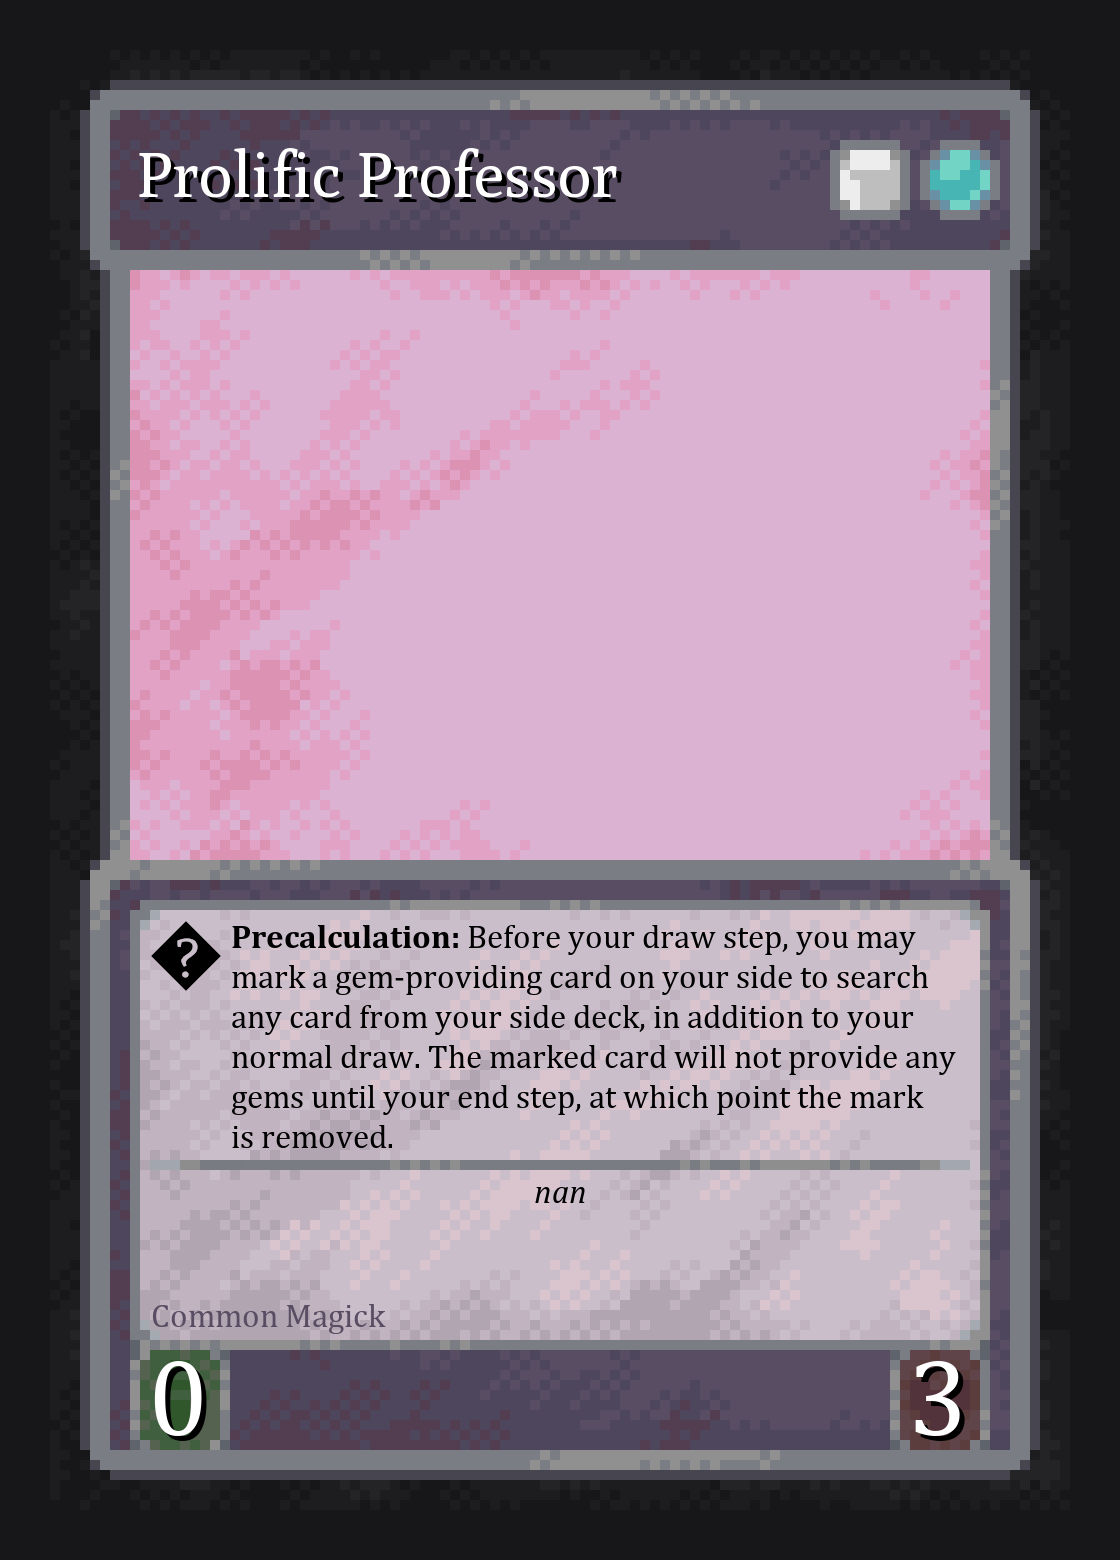 Prolific Professor
?
Precalculation: Before your draw step, you may
mark a gem-providing card on your side to search
any card from your side deck, in addition to your
normal draw. The marked card will not provide any
gems until your end step, at which point the mark
is removed.
nan
Common Magick
0
3